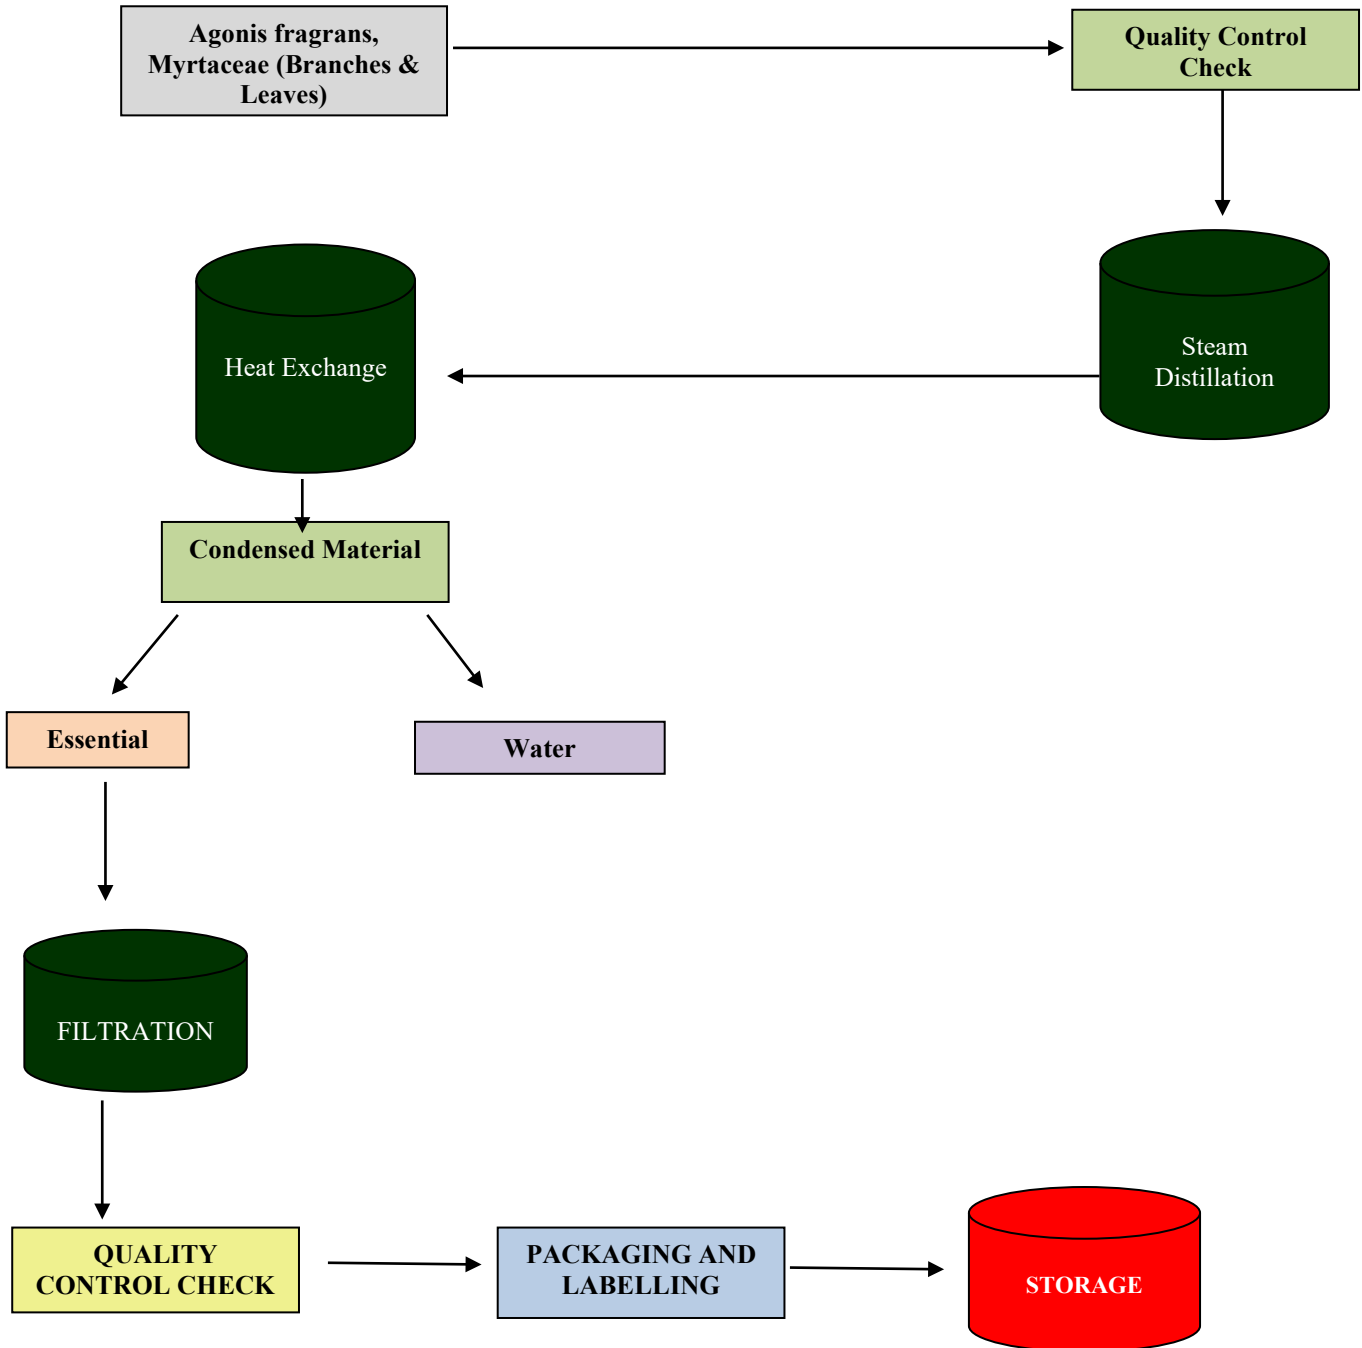 Agonis fragrans,
Myrtaceae (Branches &
Leaves)
Quality Control
Check
Heat Exchange
Steam
Distillation
Condensed Material
Essential
Water
FILTRATION
QUALITY
CONTROL CHECK
PACKAGING AND
LABELLING
STORAGE